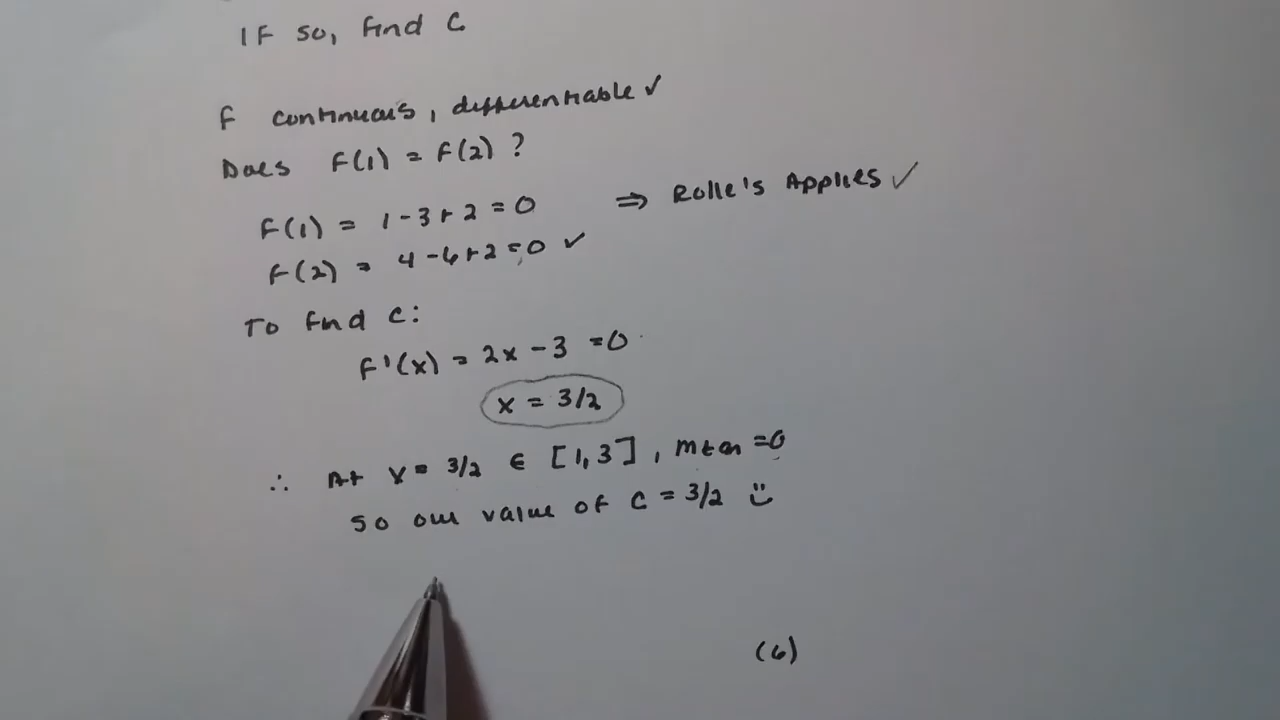 If so, find c
f continuous, differentiable ✓
Does f(1) = f(2) ?
f(1) = 1 - 3 + 2 = 0 ⇒ Rolle's Applies ✓
f(2) = 4 - 6 + 2 = 0 ✓
To find c:
f'(x) = 2x - 3 = 0
x = 3/2
∴ At x = 3/2 ∈ [1,3], mtan = 0
so our value of c = 3/2 ü
(6)